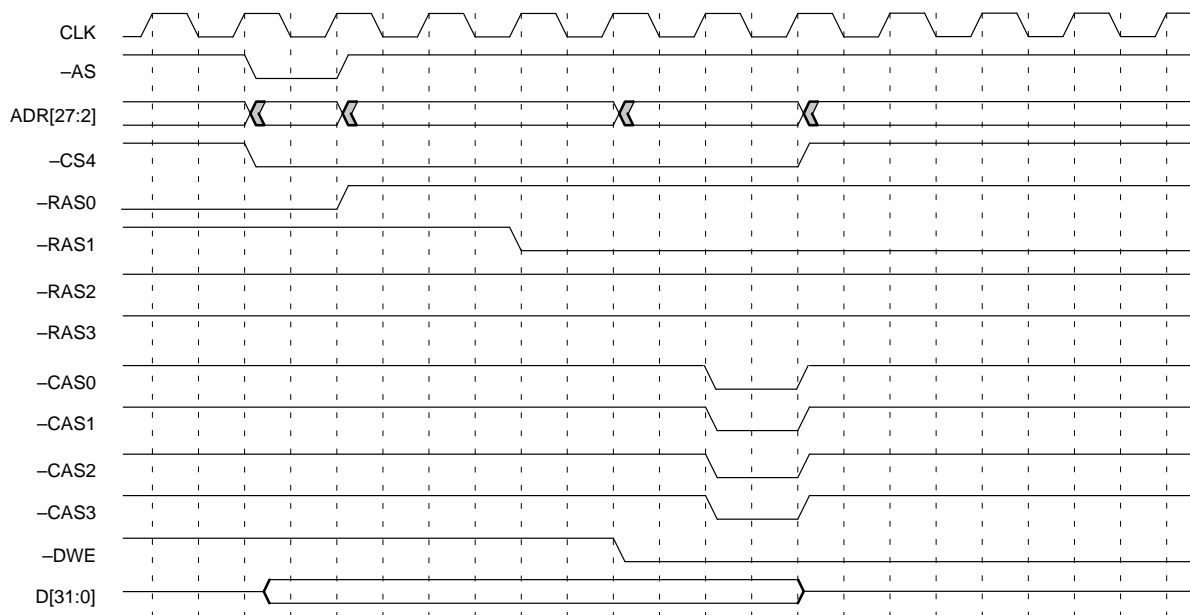 CLK
–AS
ADR[27:2]
–CS4
–RAS0
–RAS1
–RAS2
–RAS3
–CAS0
–CAS1
–CAS2
–CAS3
–DWE
D[31:0]